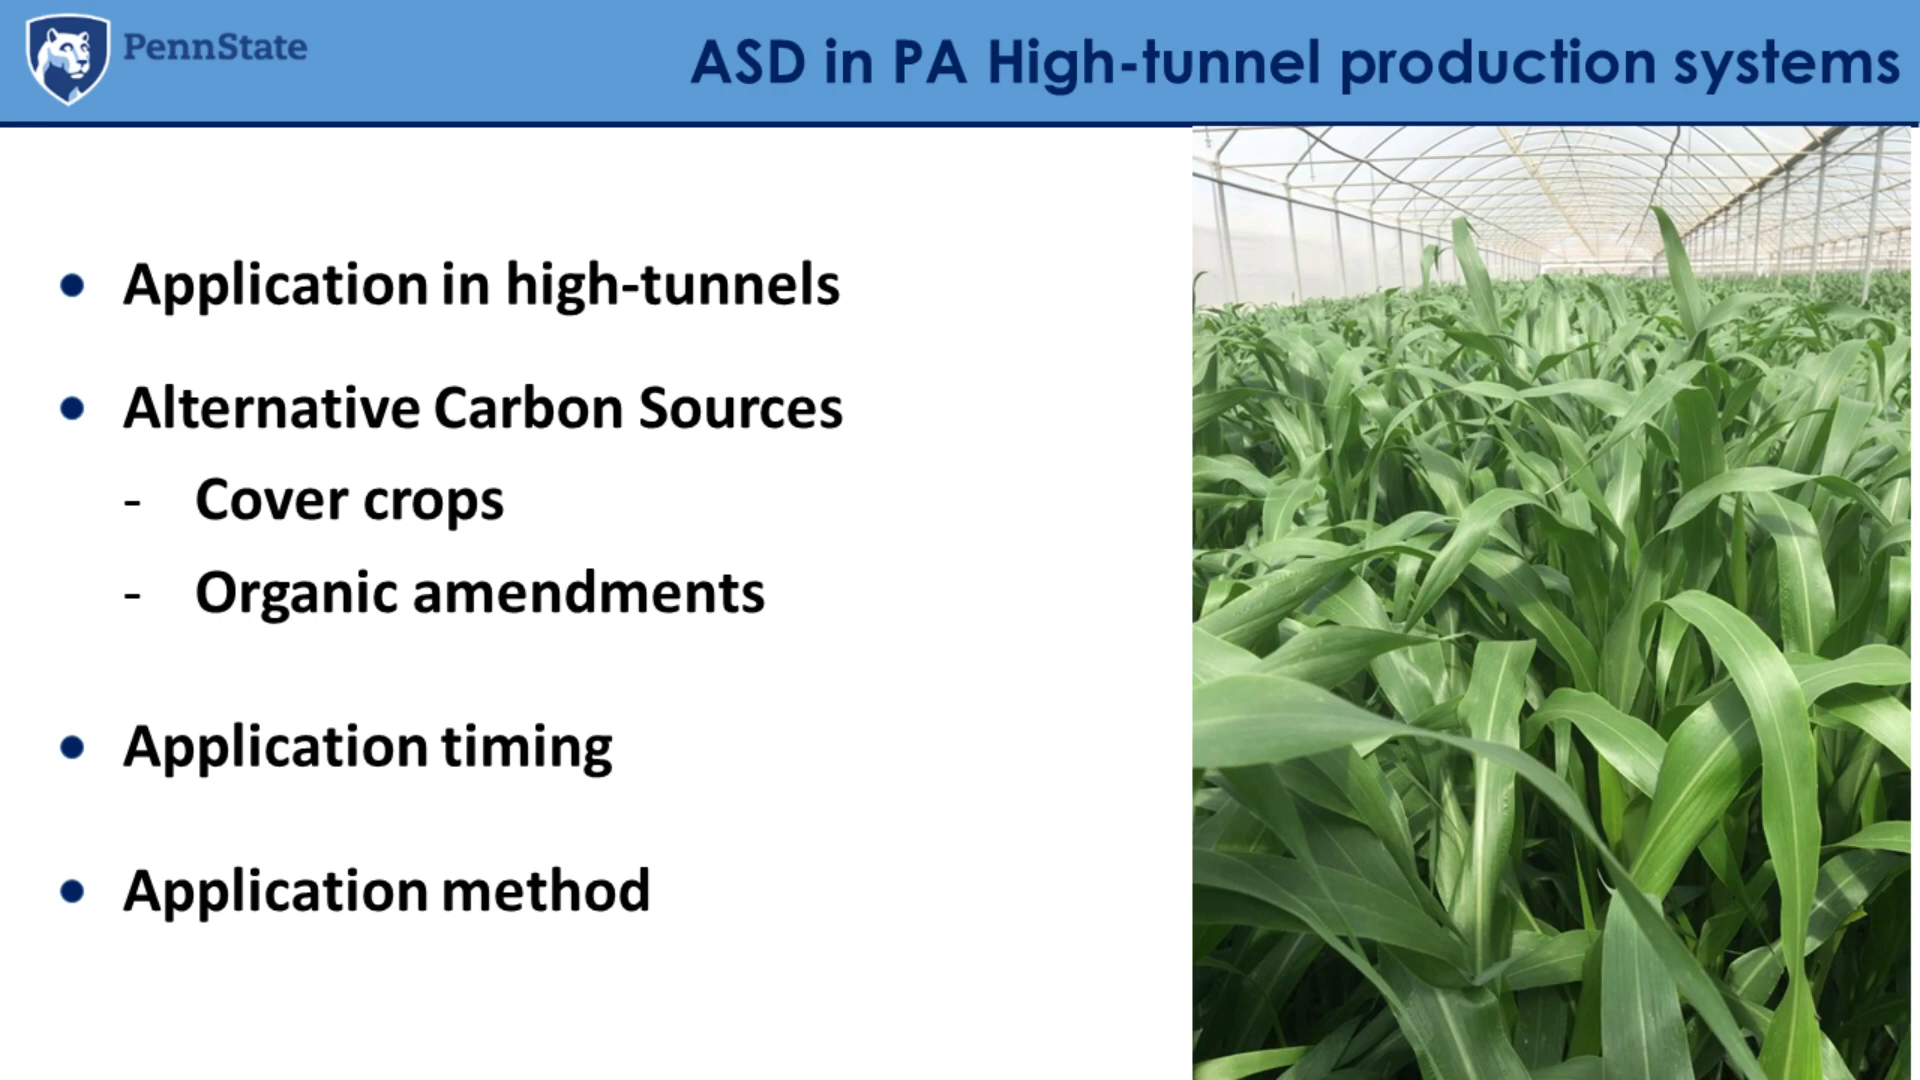 PennState
ASD in PA High-tunnel production systems
• Application in high-tunnels
• Alternative Carbon Sources
- Cover crops
- Organic amendments
• Application timing
• Application method